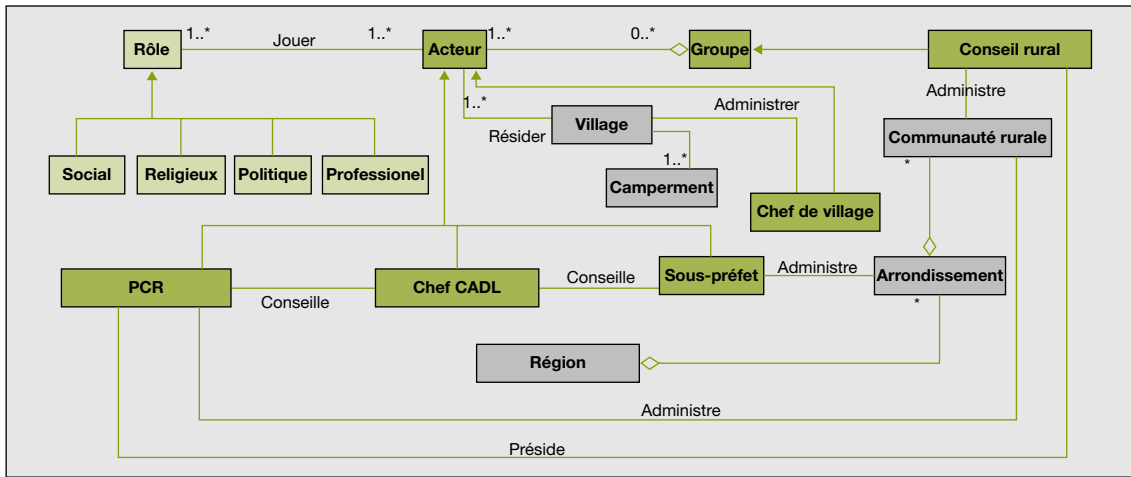 1..*
Jouer
1..*
1..*
0..*
Rôle
Acteur
Groupe
Conseil rural
Administre
1..*
Administrer
Village
Résider
Communauté rurale
*
1..*
Social
Religieux
Politique
Professionel
Camperment
Chef de village
PCR
Conseille
Chef CADL
Conseille
Sous-préfet
Administre
Arrondissement
*
Région
Administre
Préside